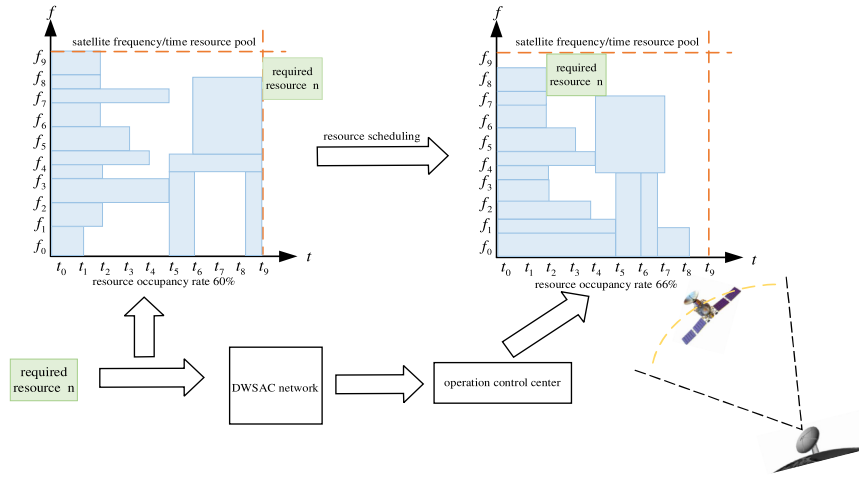 f
satellite frequency/time resource pool
f9
f8
f7
f6
f5
f4
f3
f2
f1
f0
required
resource n
t0 t1 t2 t3 t4 t5 t6 t7 t8 t9
t
resource occupancy rate 60%
resource scheduling
f
satellite frequency/time resource pool
f9
f8
f7
f6
f5
f4
f3
f2
f1
f0
required
resource n
t0 t1 t2 t3 t4 t5 t6 t7 t8 t9
t
resource occupancy rate 66%
required
resource n
DWSAC network
operation control center